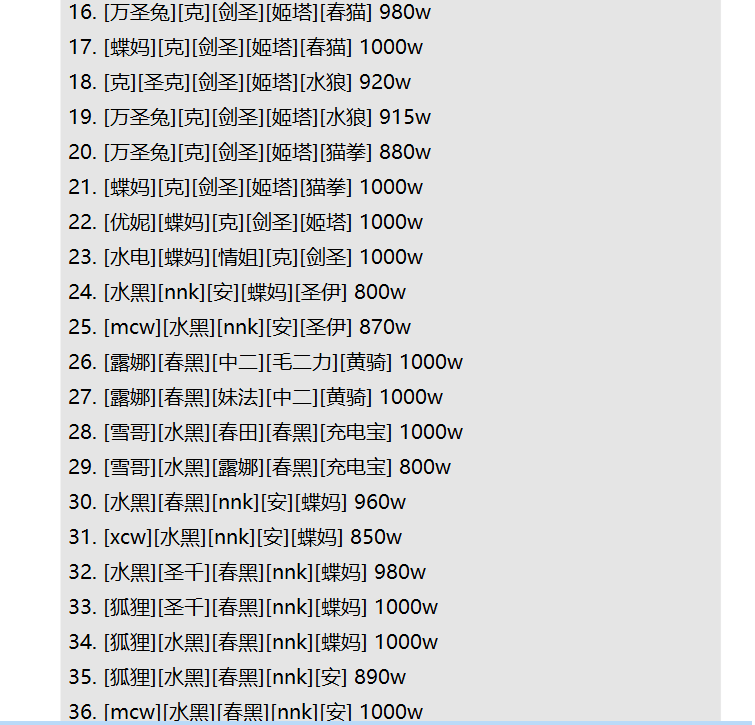 16. [万圣兔][克][剑圣][姬塔][春猫] 980w
17. [蝶妈][克][剑圣][姬塔][春猫] 1000w
18. [克][圣克][剑圣][姬塔][水狼] 920w
19. [万圣兔][克][剑圣][姬塔][水狼] 915w
20. [万圣兔][克][剑圣][姬塔][猫拳] 880w
21. [蝶妈][克][剑圣][姬塔][猫拳] 1000w
22. [优妮][蝶妈][克][剑圣][姬塔] 1000w
23. [水电][蝶妈][情姐][克][剑圣] 1000w
24. [水黑][nnk][安][蝶妈][圣伊] 800w
25. [mcw][水黑][nnk][安][圣伊] 870w
26. [露娜][春黑][中二][毛二力][黄骑] 1000w
27. [露娜][春黑][妹法][中二][黄骑] 1000w
28. [雪哥][水黑][春田][春黑][充电宝] 1000w
29. [雪哥][水黑][露娜][春黑][充电宝] 800w
30. [水黑][春黑][nnk][安][蝶妈] 960w
31. [xcw][水黑][nnk][安][蝶妈] 850w
32. [水黑][圣千][春黑][nnk][蝶妈] 980w
33. [狐狸][圣千][春黑][nnk][蝶妈] 1000w
34. [狐狸][水黑][春黑][nnk][蝶妈] 1000w
35. [狐狸][水黑][春黑][nnk][安] 890w
36. [mcw][水黑][春黑][nnk][安] 1000w